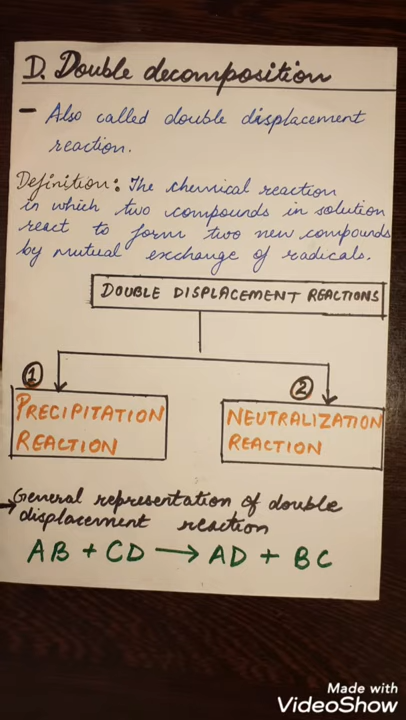 D. Double decomposition
- Also called double displacement
reaction.
Definition: The chemical reaction
in which two compounds in solution
react to form two new compounds
by mutual exchange of radicals.
DOUBLE DISPLACEMENT REACTIONS
1
PRECIPITATION
REACTION
2
NEUTRALIZATION
REACTION
→ General representation of double
displacement reaction
AB + CD → AD + BC
Made with
VideoShow